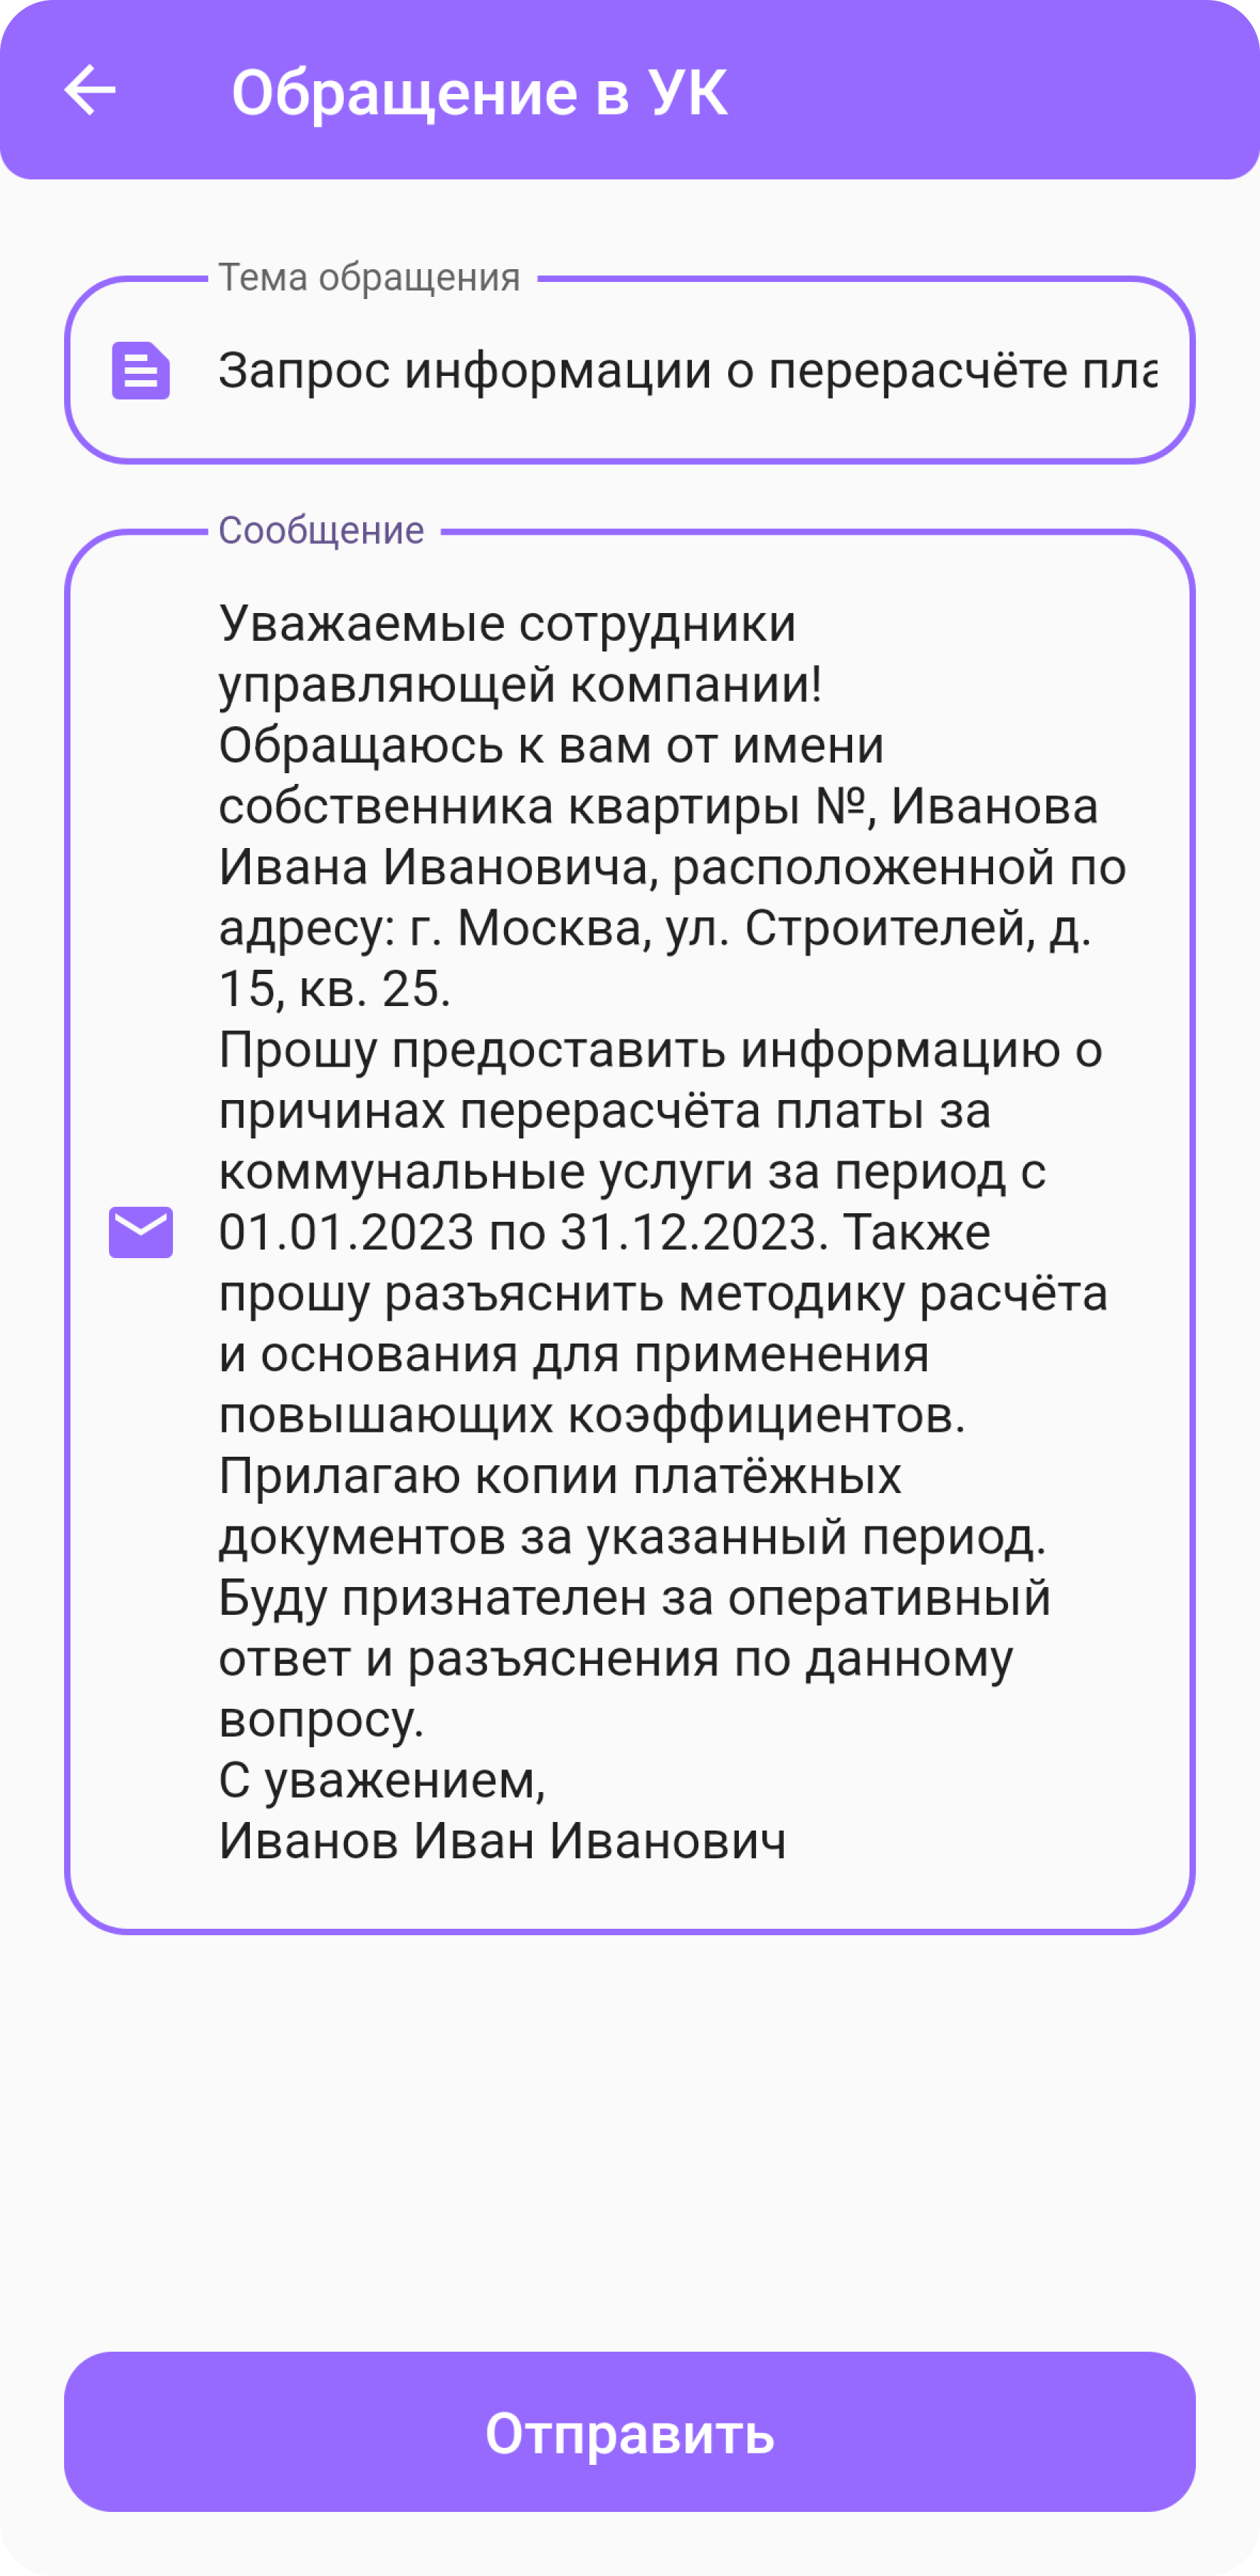 Обращение в УК
Тема обращения
Запрос информации о перерасчёте пла
Сообщение
Уважаемые сотрудники
управляющей компании!
Обращаюсь к вам от имени
собственника квартиры №, Иванова
Ивана Ивановича, расположенной по
адресу: г. Москва, ул. Строителей, д.
15, кв. 25.
Прошу предоставить информацию о
причинах перерасчёта платы за
коммунальные услуги за период с
01.01.2023 по 31.12.2023. Также
прошу разъяснить методику расчёта
и основания для применения
повышающих коэффициентов.
Прилагаю копии платёжных
документов за указанный период.
Буду признателен за оперативный
ответ и разъяснения по данному
вопросу.
С уважением,
Иванов Иван Иванович
Отправить